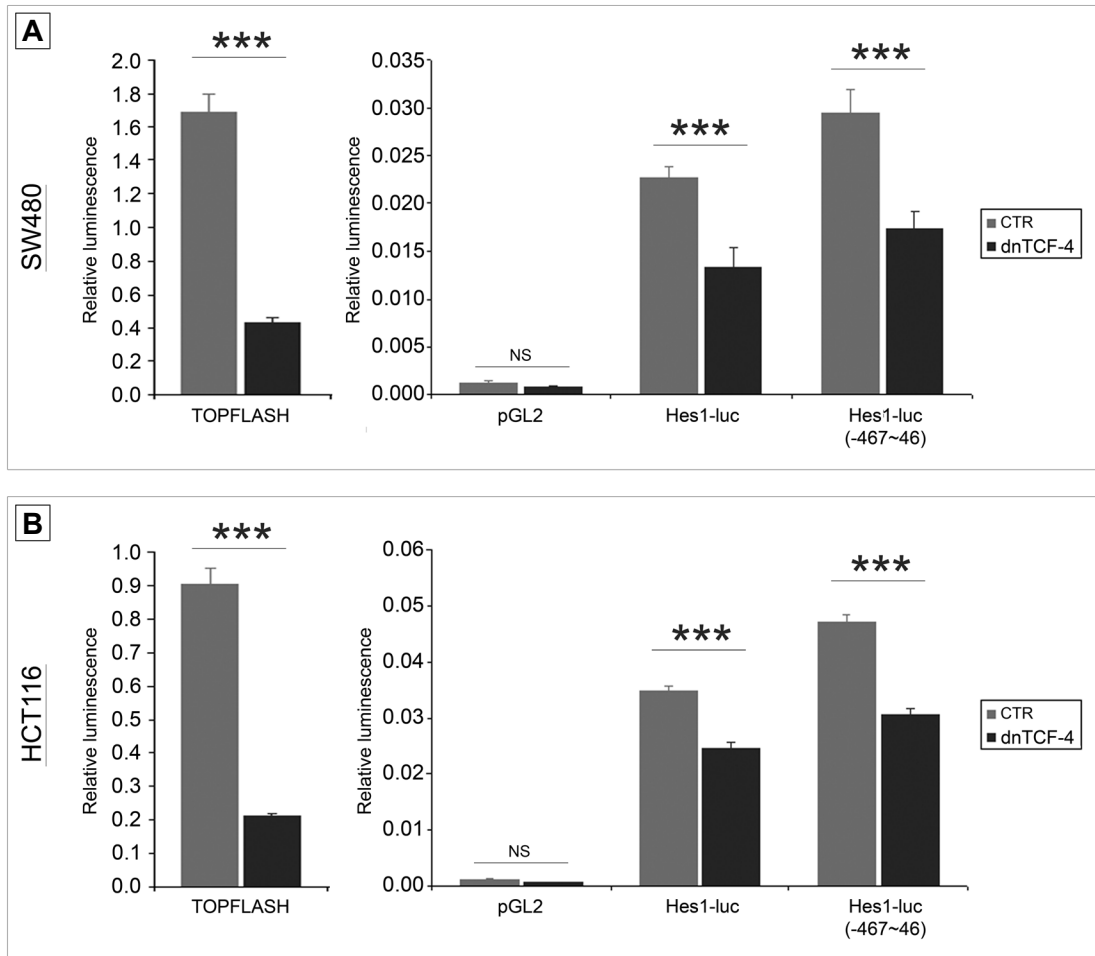 A
SW480
Relative luminescence
2.0
1.8
1.6
1.4
1.2
1.0
0.8
0.6
0.4
0.2
0.0
***
TOPFLASH
Relative luminescence
0.035
0.030
0.025
0.020
0.015
0.010
0.005
0.000
NS
***
***
pGL2
Hes1-luc
Hes1-luc
(-467~46)
CTR
dnTCF-4
B
HCT116
Relative luminescence
1.0
0.9
0.8
0.7
0.6
0.5
0.4
0.3
0.2
0.1
0.0
***
TOPFLASH
Relative luminescence
0.06
0.05
0.04
0.03
0.02
0.01
0.00
NS
***
***
pGL2
Hes1-luc
Hes1-luc
(-467~46)
CTR
dnTCF-4